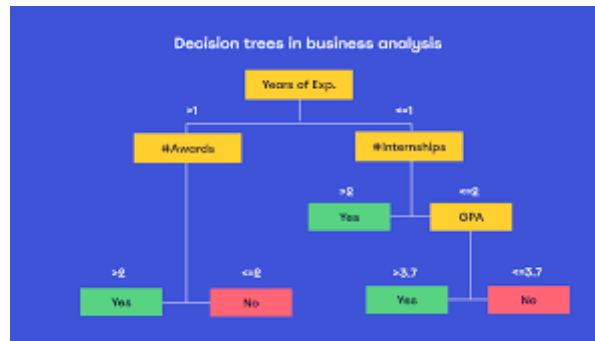 Decision trees in business analysis
Years of Exp.
>1
<=1
#Awards
#Internships
>2
<=2
Yes
GPA
>2
<=2
>3.7
<=3.7
Yes
No
Yes
No